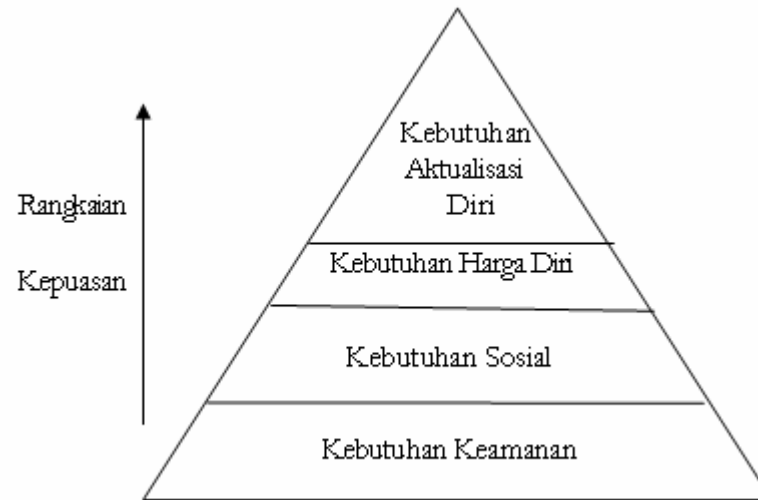 Kebutuhan
Aktualisasi
Diri
Rangkaian
Kepuasan
Kebutuhan Harga Diri
Kebutuhan Sosial
Kebutuhan Keamanan